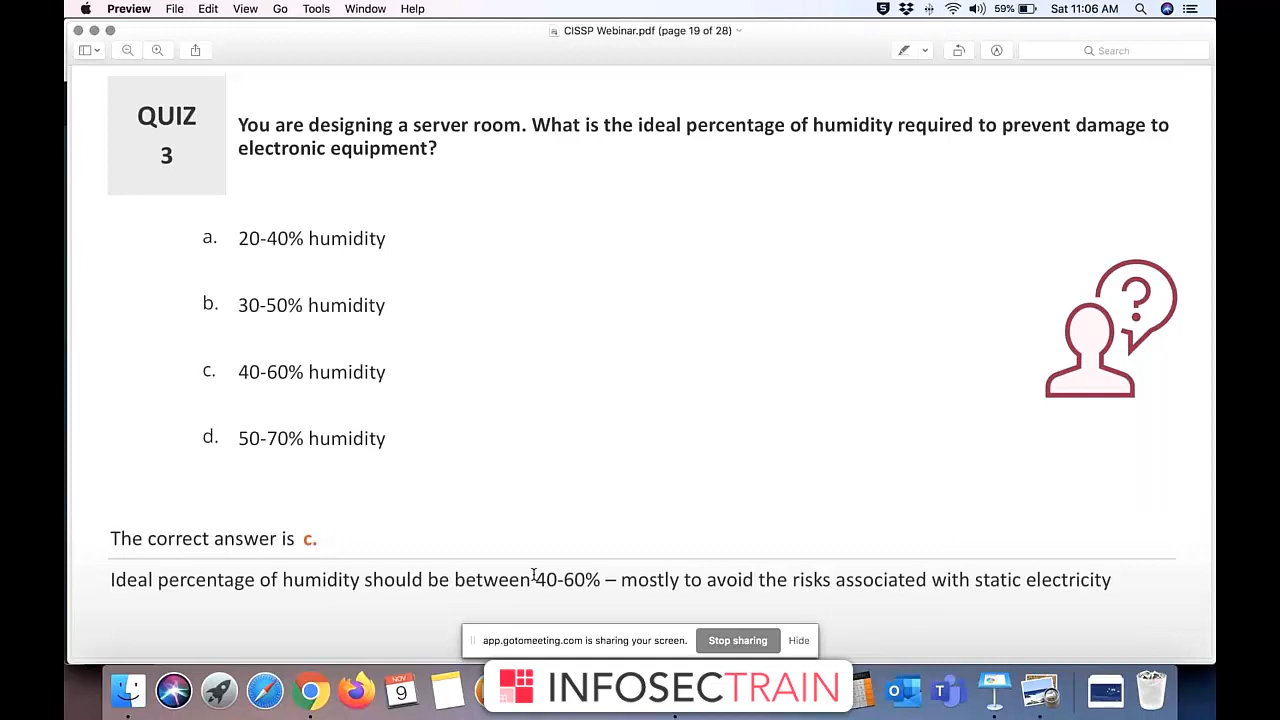 Preview File Edit View Go Tools Window Help 59% Sat 11:06 AM
CISSP Webinar.pdf (page 19 of 28)
Search
QUIZ
3
You are designing a server room. What is the ideal percentage of humidity required to prevent damage to
electronic equipment?
a. 20-40% humidity
b. 30-50% humidity
c. 40-60% humidity
d. 50-70% humidity
?
The correct answer is c.
Ideal percentage of humidity should be between 40-60% – mostly to avoid the risks associated with static electricity
app.gotomeeting.com is sharing your screen. Stop sharing Hide
NOV
9
INFOSECTRAIN